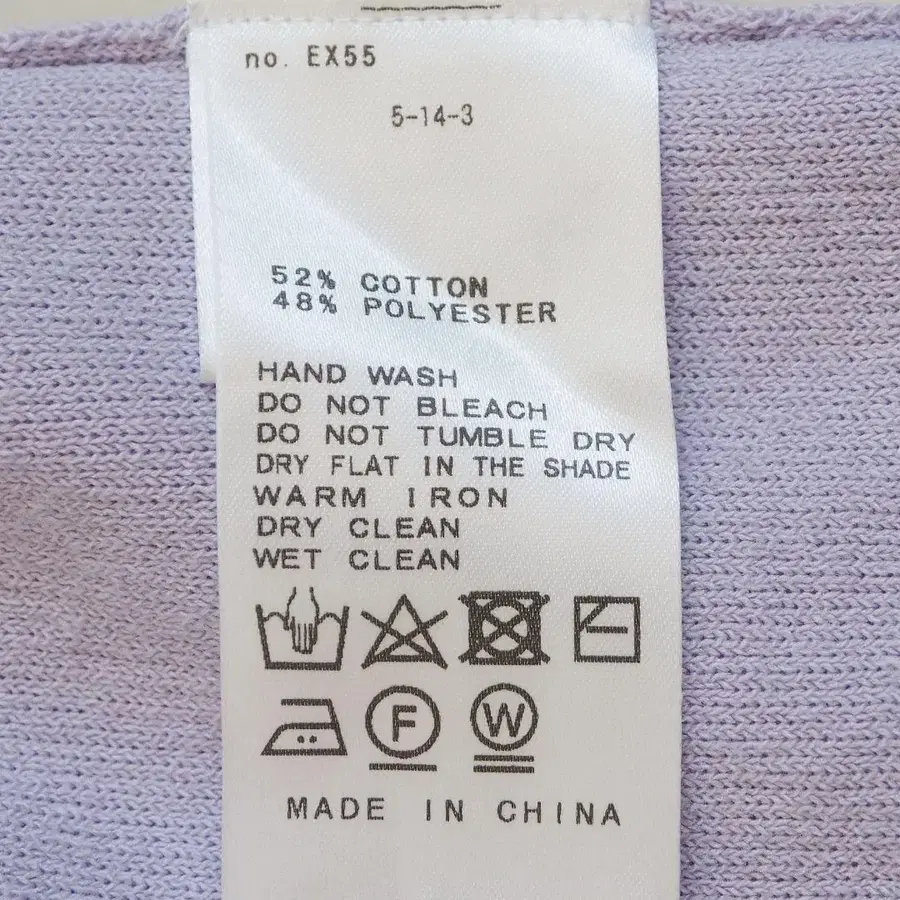 no. EX55
5-14-3
52% COTTON
48% POLYESTER
HAND WASH
DO NOT BLEACH
DO NOT TUMBLE DRY
DRY FLAT IN THE SHADE
WARM IRON
DRY CLEAN
WET CLEAN
F W
MADE IN CHINA